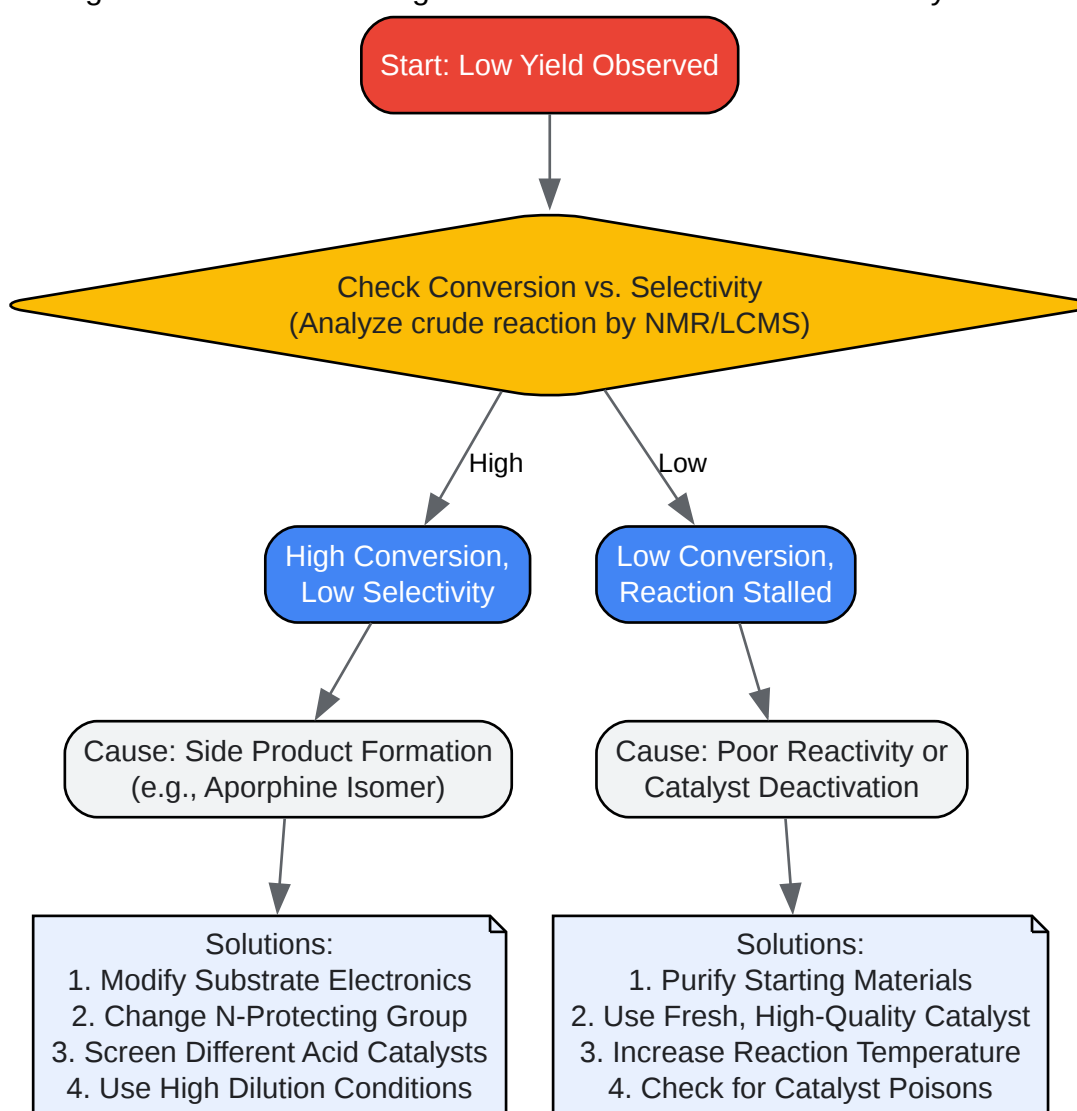 Start: Low Yield Observed
Check Conversion vs. Selectivity
(Analyze crude reaction by NMR/LCMS)
High
Low
High Conversion,
Low Selectivity
Low Conversion,
Reaction Stalled
Cause: Side Product Formation
(e.g., Aporphine Isomer)
Cause: Poor Reactivity or
Catalyst Deactivation
Solutions:
1. Modify Substrate Electronics
2. Change N-Protecting Group
3. Screen Different Acid Catalysts
4. Use High Dilution Conditions
Solutions:
1. Purify Starting Materials
2. Use Fresh, High-Quality Catalyst
3. Increase Reaction Temperature
4. Check for Catalyst Poisons